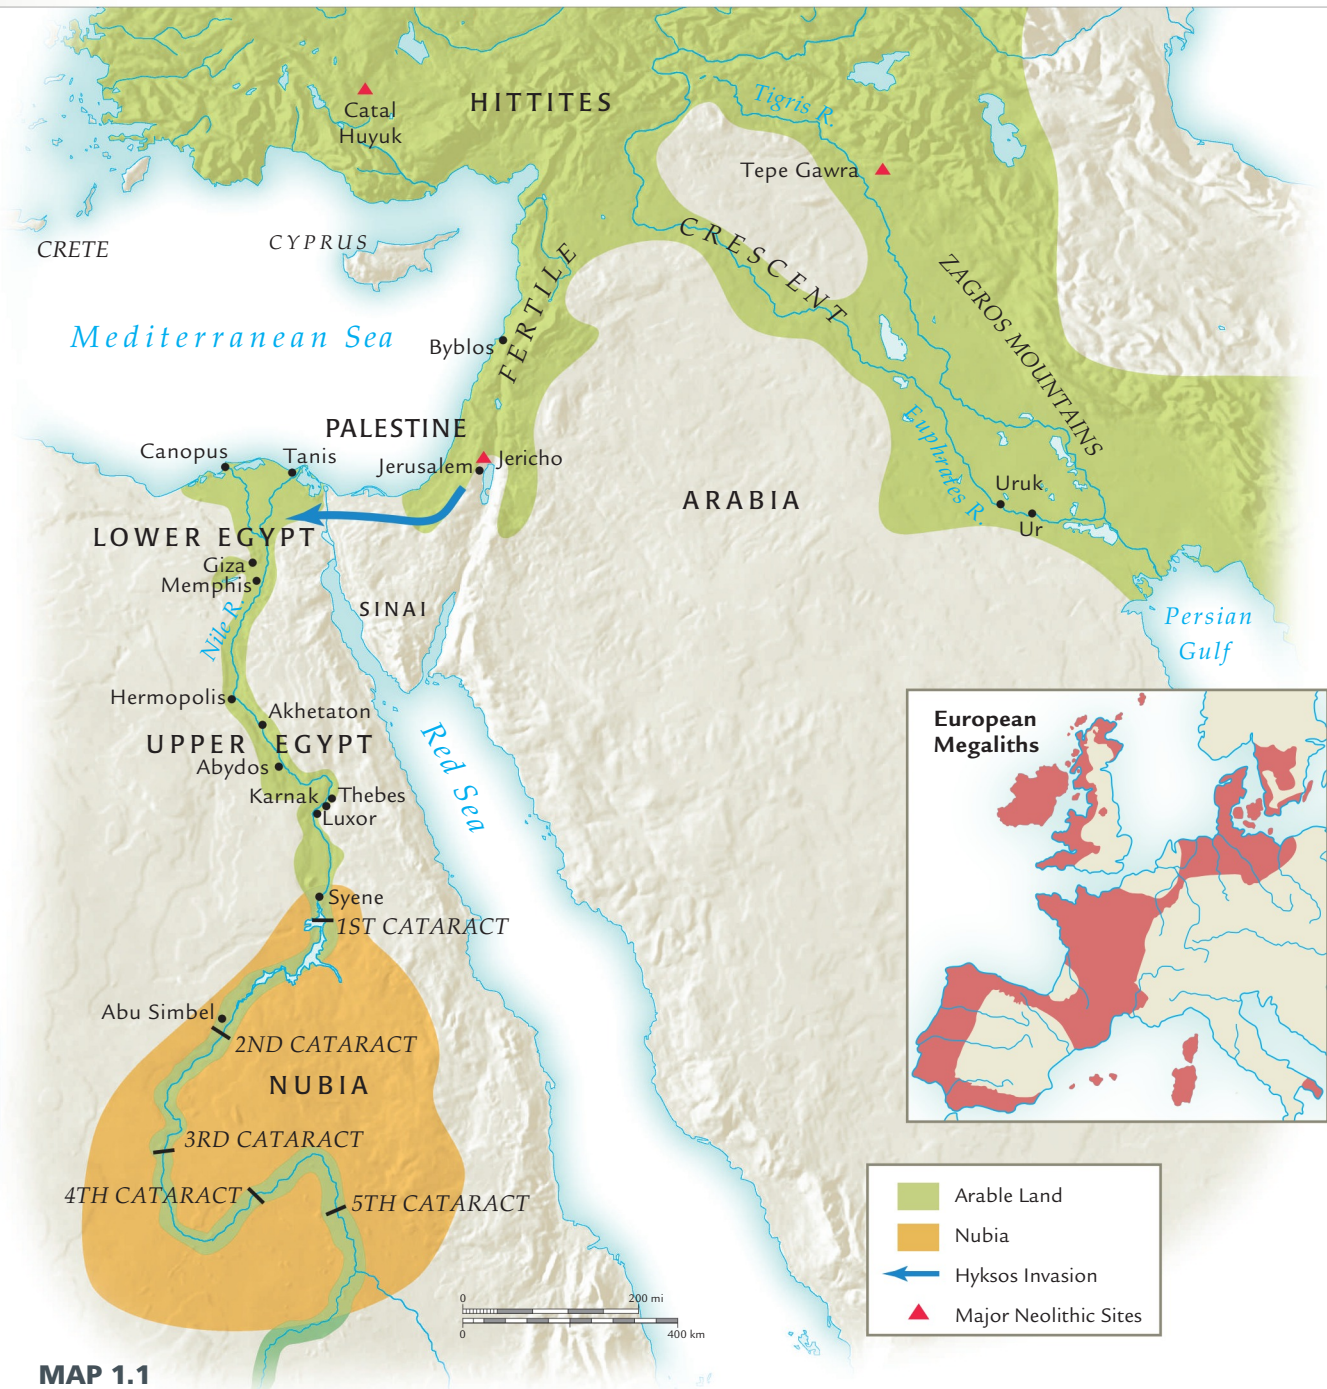 Catal
Huyuk
HITTITES
Tigris R.
Tepe Gawra
CRETE
CYPRUS
FERTILE
CRESCENT
ZAGROS MOUNTAINS
Mediterranean Sea
Byblos
PALESTINE
Canopus
Tanis
Jerusalem
Jericho
ARABIA
Euphrates R.
Uruk
Ur
LOWER EGYPT
Giza
Memphis
SINAI
Nile R.
Persian
Gulf
Hermopolis
Akhetaton
UPPER EGYPT
Abydos
Karnak
Thebes
Luxor
Red Sea
European
Megaliths
Syene
1ST CATARACT
Abu Simbel
2ND CATARACT
NUBIA
3RD CATARACT
4TH CATARACT
5TH CATARACT
Arable Land
Nubia
Hyksos Invasion
Major Neolithic Sites
0 200 mi
0 400 km
MAP 1.1